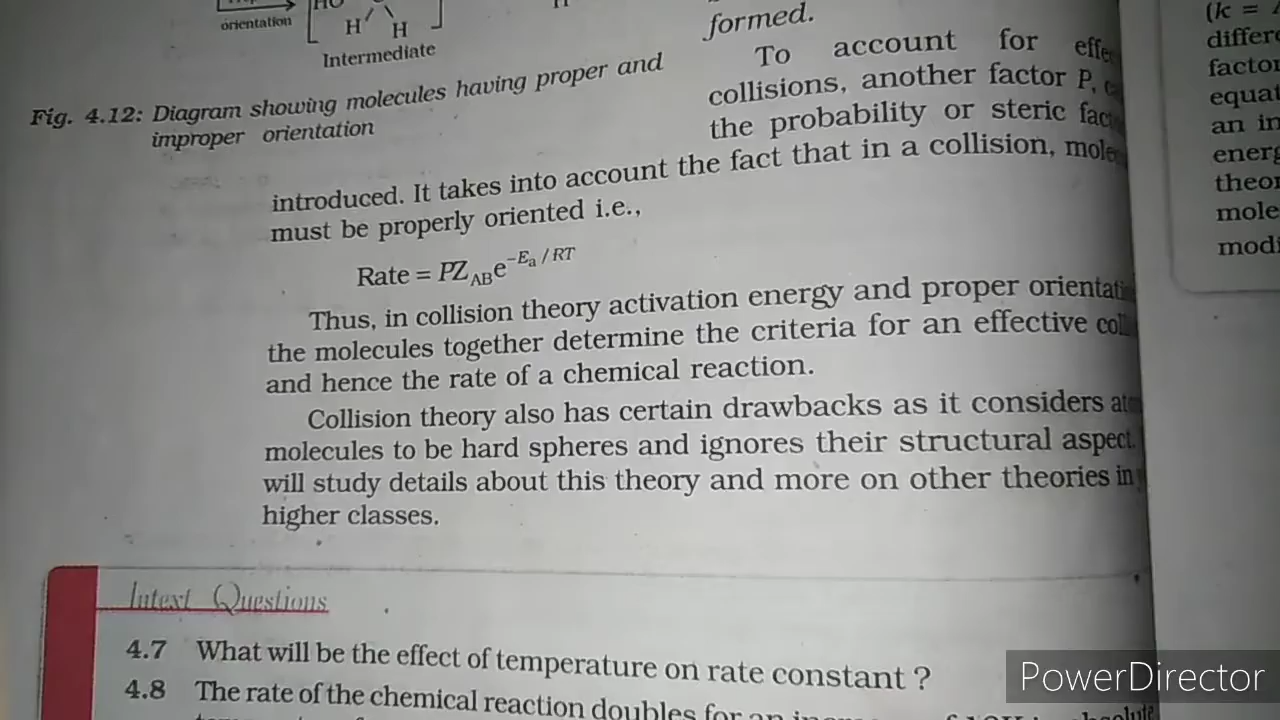 orientation
H H
Intermediate
Fig. 4.12: Diagram showing molecules having proper and
improper orientation
formed.
To account for
collisions, another factor P,
the probability or steric
introduced. It takes into account the fact that in a collision,
must be properly oriented i.e.,
Rate = PZ_AB e^(-E_a / RT)
Thus, in collision theory activation energy and proper
the molecules together determine the criteria for an effective
and hence the rate of a chemical reaction.
Collision theory also has certain drawbacks as it considers
molecules to be hard spheres and ignores their structural aspect.
will study details about this theory and more on other theories in
higher classes.
Intext Questions
4.7 What will be the effect of temperature on rate constant ?
4.8 The rate of the chemical reaction doubles for an
(k =
an
PowerDirector